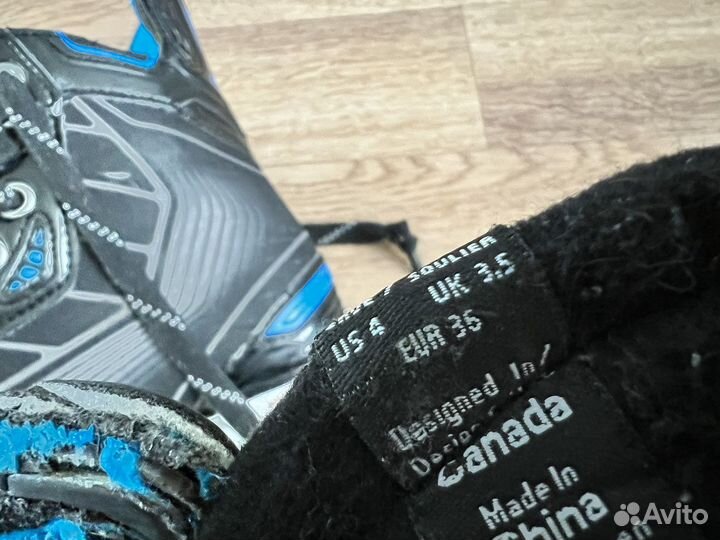 SOULIER
US 4 UK 3.5
EUR 36
Designed In/
Canada
Made In
China
Avito